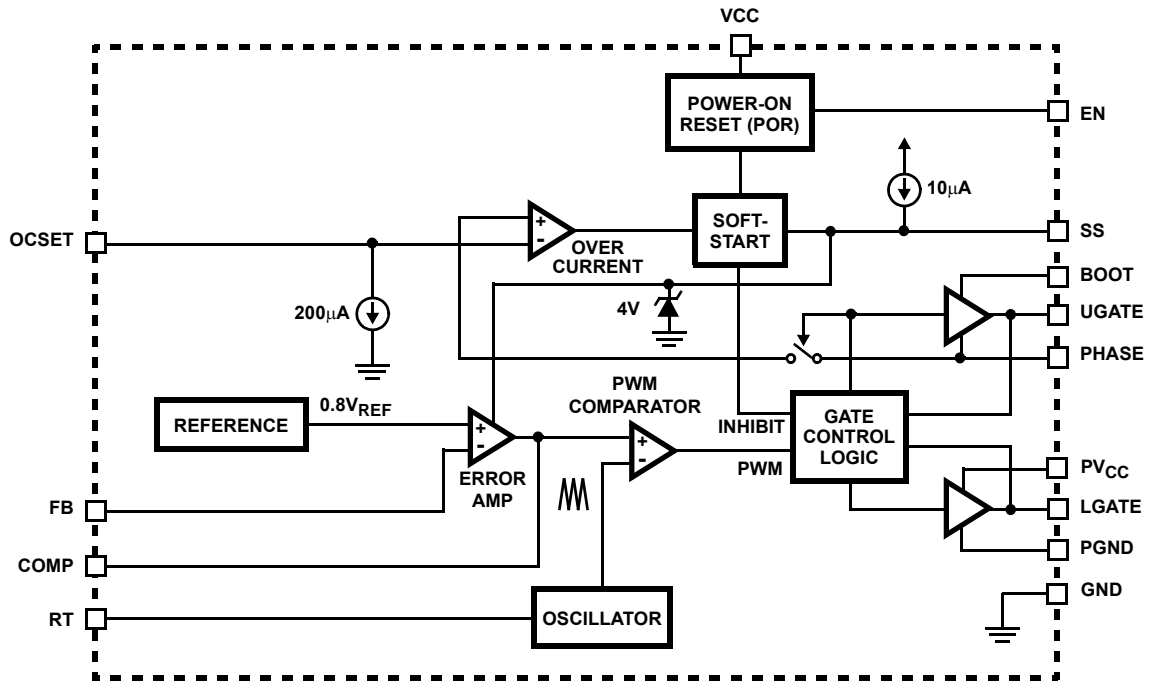 VCC
POWER-ON
RESET (POR)
EN
10µA
SOFT-
START
SS
OCSET
+
-
OVER
CURRENT
BOOT
200µA
4V
UGATE
PHASE
PWM
COMPARATOR
0.8VREF
REFERENCE
+
-
+
-
INHIBIT
GATE
CONTROL
LOGIC
PWM
ERROR
AMP
PVCC
FB
LGATE
COMP
PGND
GND
RT
OSCILLATOR